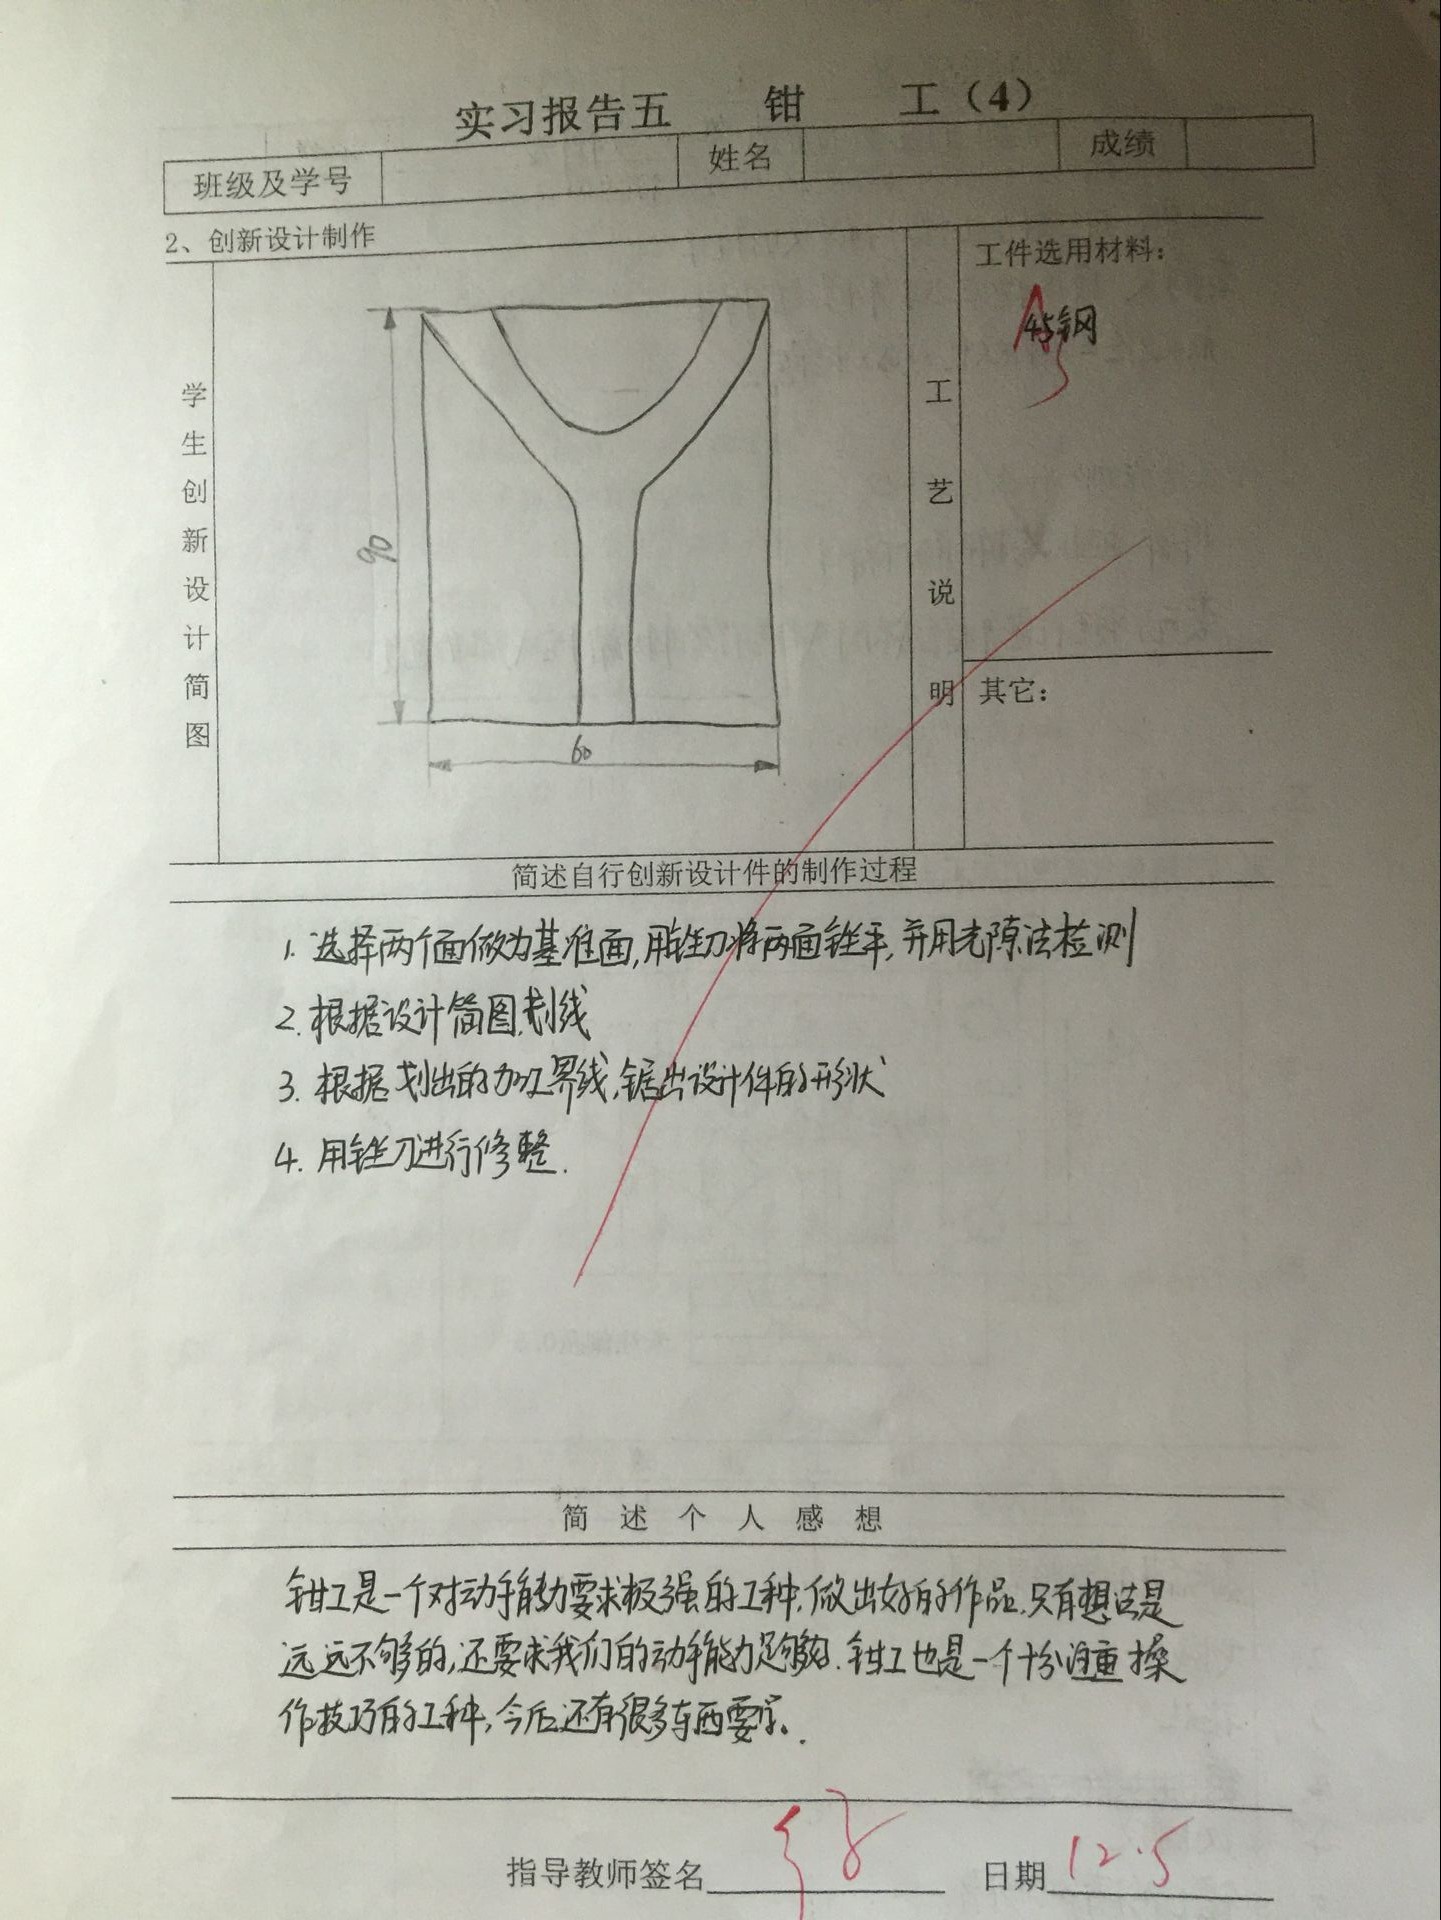 实习报告五 钳 工（4）
班级及学号 姓名 成绩
2、创新设计制作
学生创新设计简图
90
60
工艺说明
工件选用材料：
45钢
其它：
简述自行创新设计件的制作过程
1. 选择两个面做为基准面,用锉刀将两面锉平,并用光隙法检测
2. 根据设计简图,划线
3. 根据划出的加工界线,锯出设计件的形状
4. 用锉刀进行修整.
简 述 个 人 感 想
钳工是一个对动手能力要求极强的工种,做出好的作品,只有想法是
远远不够的,还要求我们的动手能力足够.钳工也是一个十分注重操
作技巧的工种,今后还有很多东西要学..
指导教师签名
日期 12.5